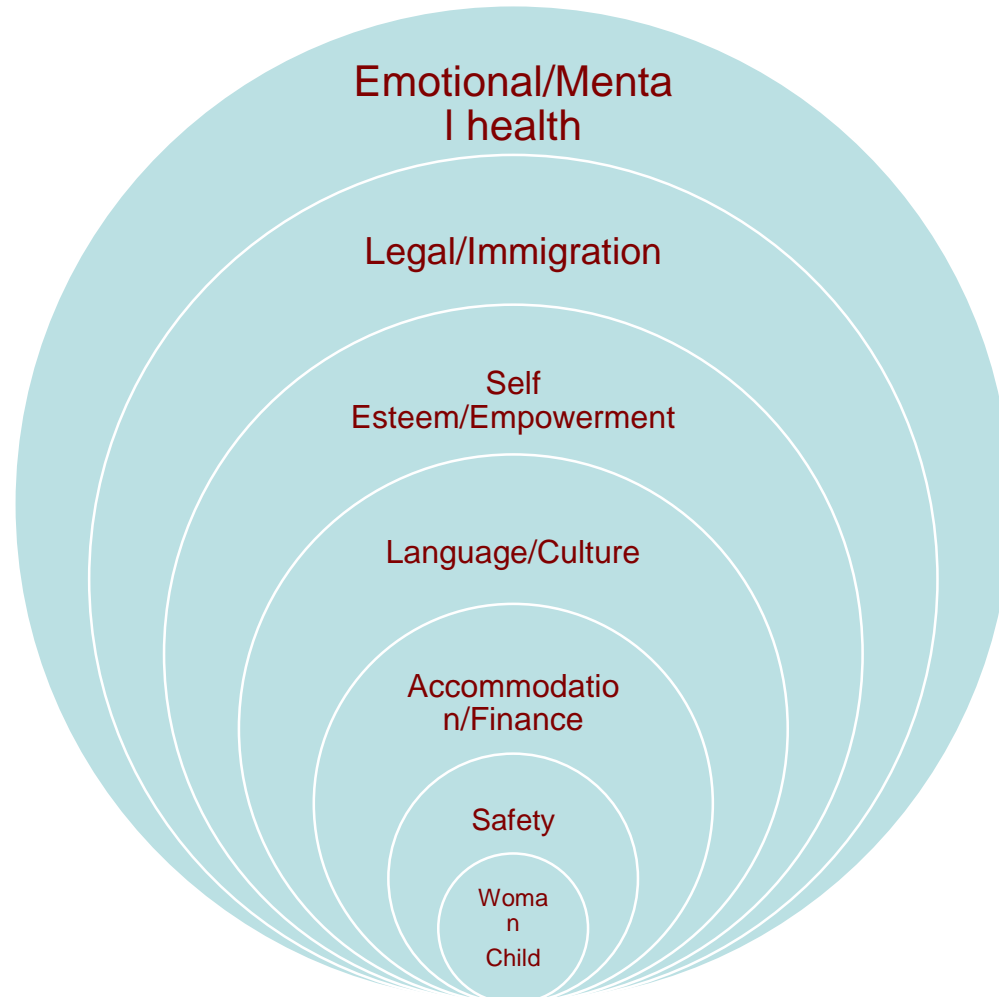 Emotional/Menta
l health
Legal/Immigration
Self
Esteem/Empowerment
Language/Culture
Accommodatio
n/Finance
Safety
Woma
n
Child